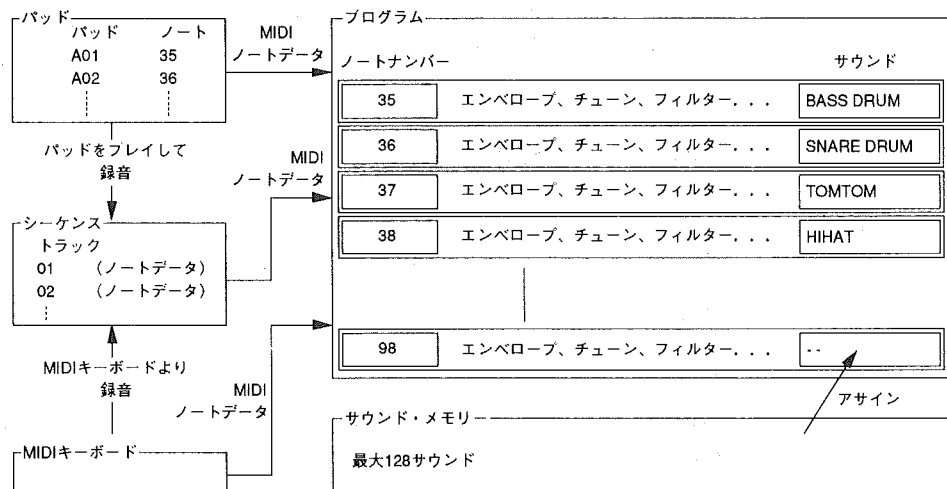 パッド
パッド ノート
A01 35
A02 36
MIDI
ノートデータ
パッドをプレイして
録音
シーケンス
トラック
01 (ノートデータ)
02 (ノートデータ)
MIDI
ノートデータ
MIDIキーボードより
録音
MIDI
ノートデータ
MIDIキーボード
プログラム
ノートナンバー サウンド
35 エンベロープ、チューン、フィルター... BASS DRUM
36 エンベロープ、チューン、フィルター... SNARE DRUM
37 エンベロープ、チューン、フィルター... TOMTOM
38 エンベロープ、チューン、フィルター... HIHAT
98 エンベロープ、チューン、フィルター... --
アサイン
サウンド・メモリ
最大128サウンド